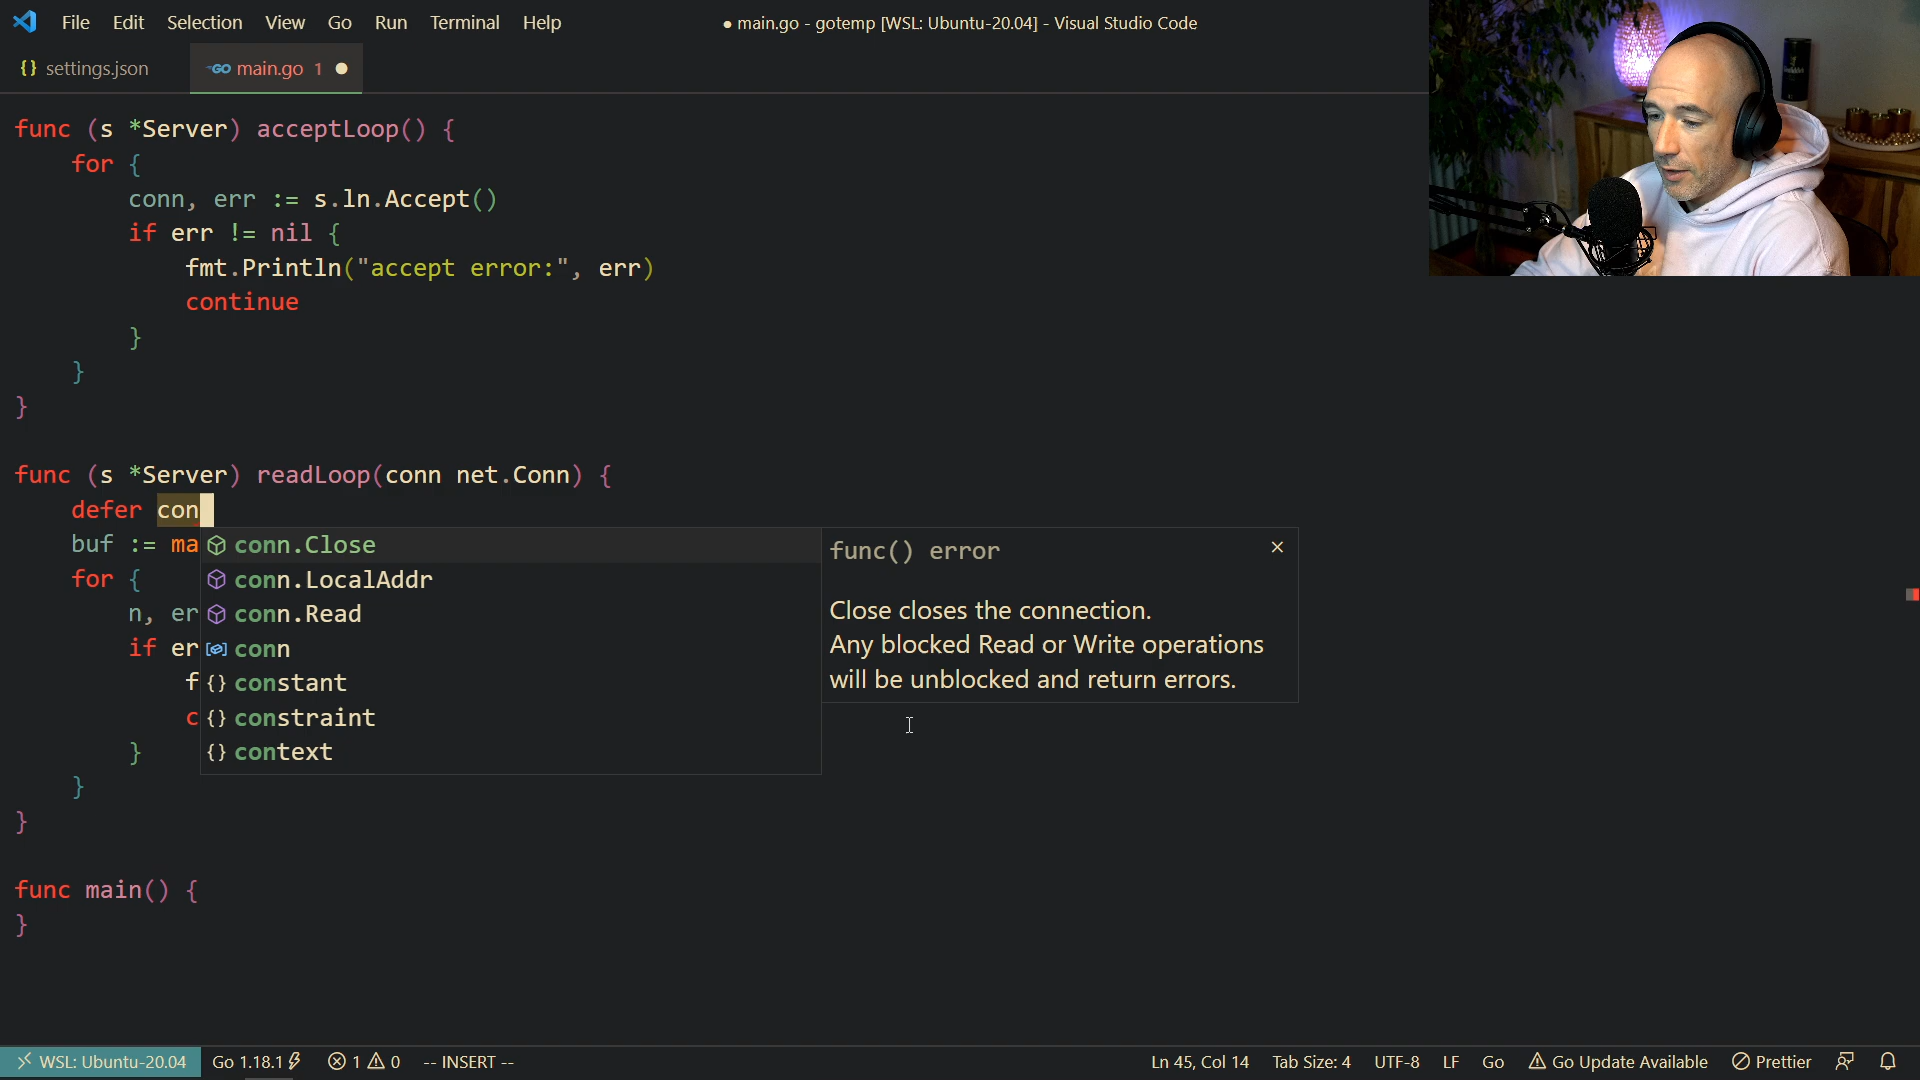 File Edit Selection View Go Run Terminal Help
● main.go - gotemp [WSL: Ubuntu-20.04] - Visual Studio Code
{} settings.json
GO main.go 1 ●
func (s *Server) acceptLoop() {
for {
conn, err := s.ln.Accept()
if err != nil {
fmt.Println("accept error:", err)
continue
}
}
}
func (s *Server) readLoop(conn net.Conn) {
defer con
buf := ma
for {
n, er
if er
f
c
}
}
}
conn.Close
conn.LocalAddr
conn.Read
conn
{} constant
{} constraint
{} context
func() error
Close closes the connection.
Any blocked Read or Write operations
will be unblocked and return errors.
func main() {
}
WSL: Ubuntu-20.04 Go 1.18.1 1 0 -- INSERT --
Ln 45, Col 14 Tab Size: 4 UTF-8 LF Go Go Update Available Prettier